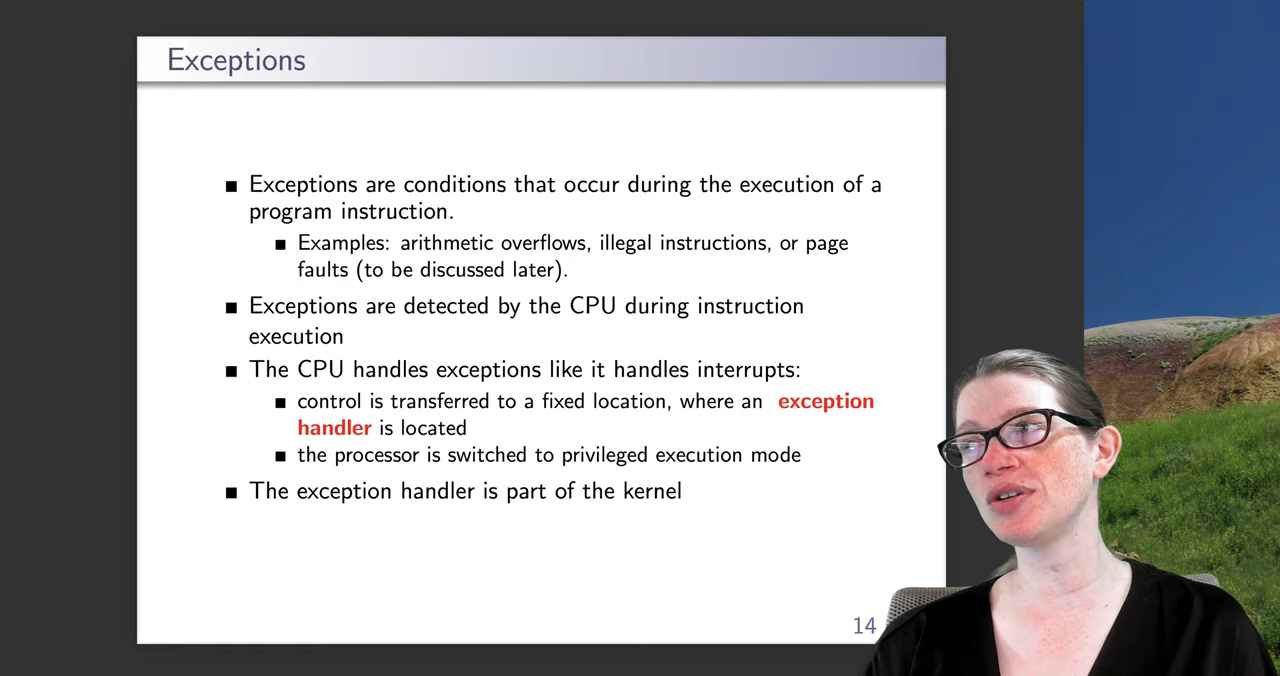 Exceptions
Exceptions are conditions that occur during the execution of a
program instruction.
Examples: arithmetic overflows, illegal instructions, or page
faults (to be discussed later).
Exceptions are detected by the CPU during instruction
execution
The CPU handles exceptions like it handles interrupts:
control is transferred to a fixed location, where an exception
handler is located
the processor is switched to privileged execution mode
The exception handler is part of the kernel
14